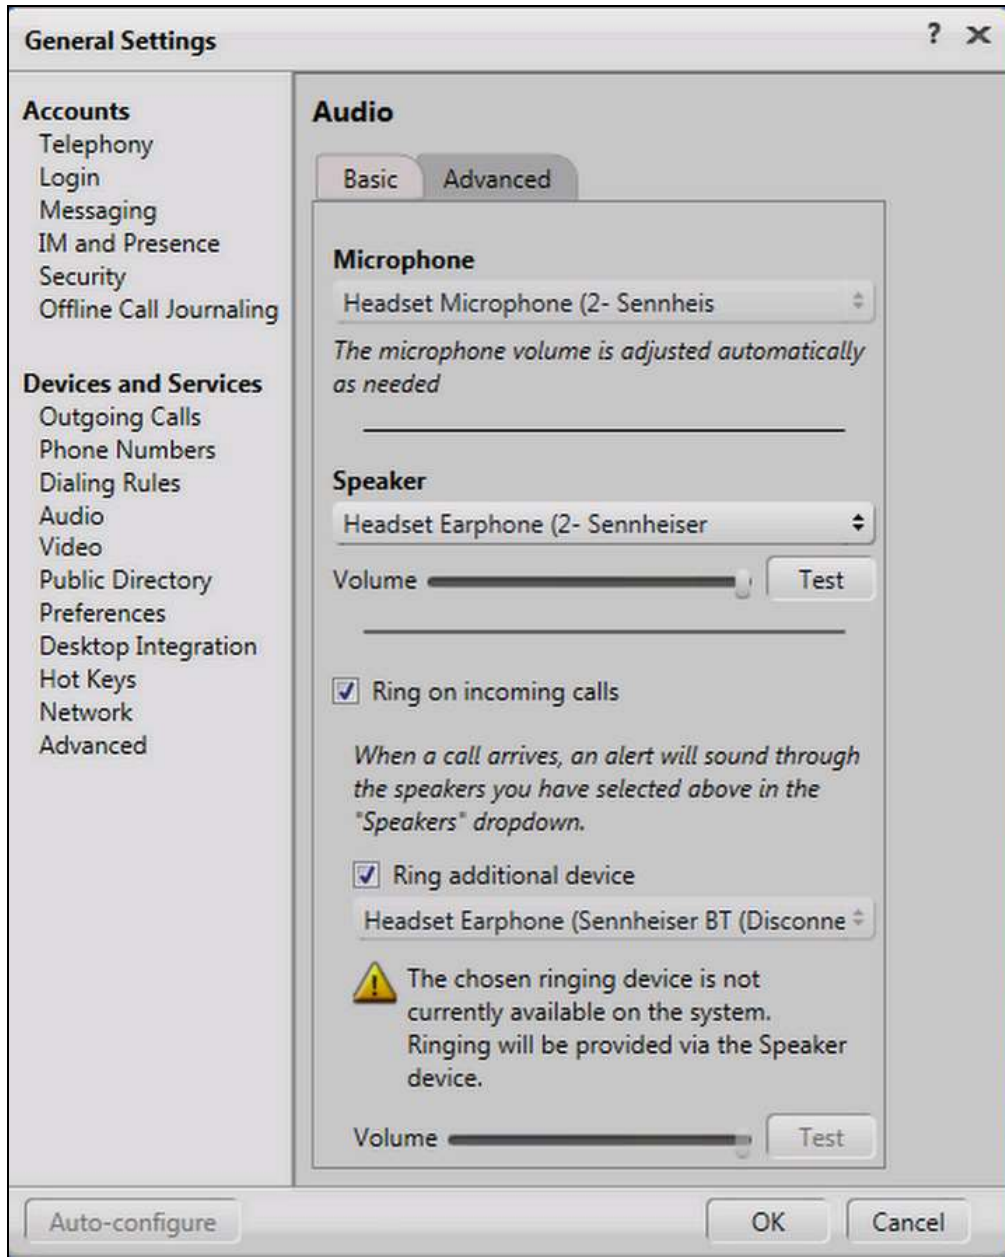 General Settings
? ×
Accounts
Telephony
Login
Messaging
IM and Presence
Security
Offline Call Journaling
Devices and Services
Outgoing Calls
Phone Numbers
Dialing Rules
Audio
Video
Public Directory
Preferences
Desktop Integration
Hot Keys
Network
Advanced
Audio
Basic Advanced
Microphone
Headset Microphone (2- Sennheis
The microphone volume is adjusted automatically
as needed
Speaker
Headset Earphone (2- Sennheiser
Volume Test
Ring on incoming calls
When a call arrives, an alert will sound through
the speakers you have selected above in the
"Speakers" dropdown.
Ring additional device
Headset Earphone (Sennheiser BT (Disconne
The chosen ringing device is not
currently available on the system.
Ringing will be provided via the Speaker
device.
Volume Test
Auto-configure OK Cancel